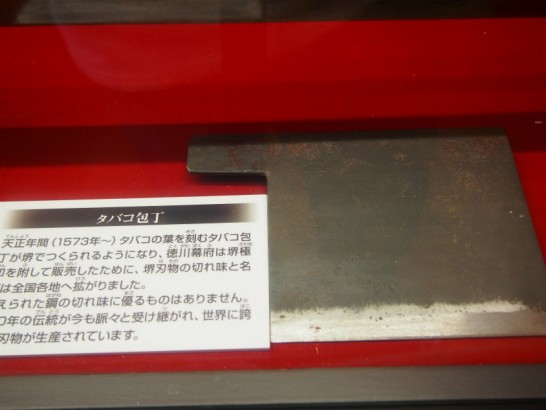 タバコ包丁
天正年間(1573年〜)タバコの葉を刻むタバコ包
丁が堺でつくられるようになり、徳川幕府は堺極
印を附して販売したために、堺刃物の切れ味と名
は全国各地へ拡がりました。
えられた鋼の切れ味に優るものはありません。
0年の伝統が今も脈々と受け継がれ、世界に誇
刃物が生産されています。